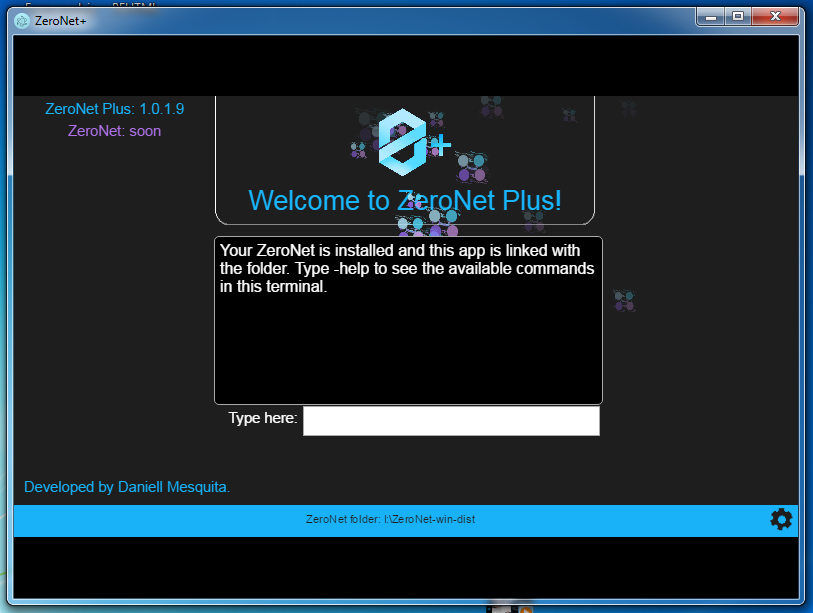 ZeroNet+
ZeroNet Plus: 1.0.1.9
ZeroNet: soon
Welcome to ZeroNet Plus!
Your ZeroNet is installed and this app is linked with
the folder. Type -help to see the available commands
in this terminal.
Type here:
Developed by Daniell Mesquita.
ZeroNet folder: I:\ZeroNet-win-dist